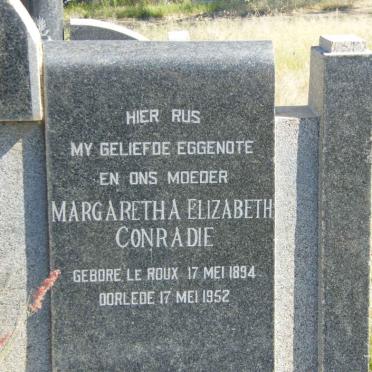 HIER RUS
MY GELIEFDE EGGENOTE
EN ONS MOEDER
MARGARETHA ELIZABETH
CONRADIE
GEBORE LE ROUX 17 MEI 1894
OORLEDE 17 MEI 1952